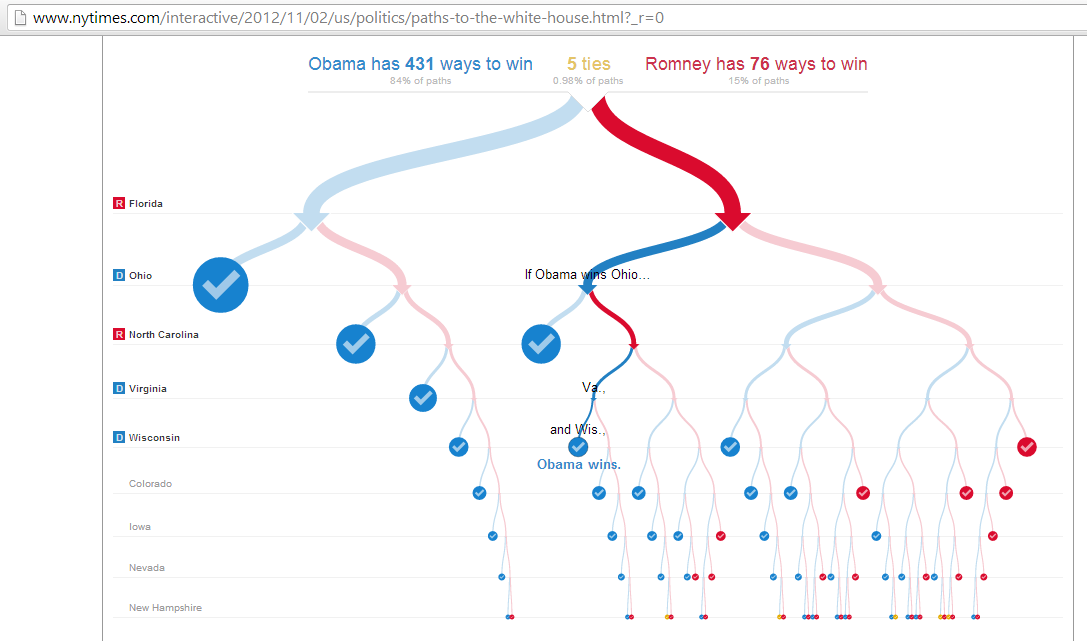 www.nytimes.com/interactive/2012/11/02/us/politics/paths-to-the-white-house.html?_r=0
Obama has 431 ways to win 5 ties Romney has 76 ways to win
84% of paths 0.98% of paths 15% of paths
R Florida
D Ohio
If Obama wins Ohio...
R North Carolina
D Virginia
Va.,
and Wis.,
D Wisconsin
Obama wins.
Colorado
Iowa
Nevada
New Hampshire